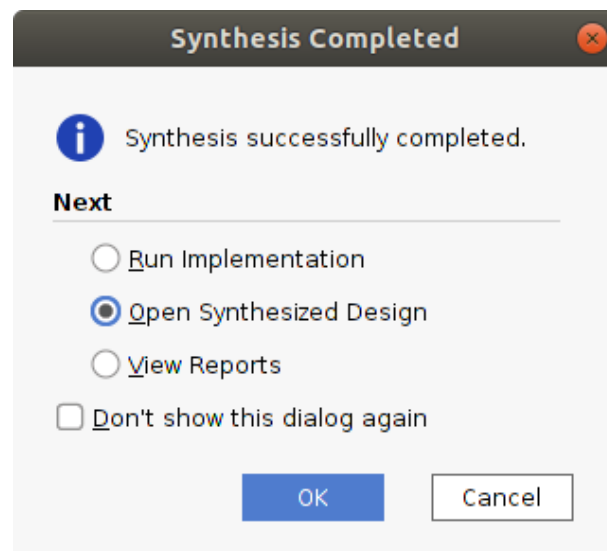 Synthesis Completed
Synthesis successfully completed.
Next
Run Implementation
Open Synthesized Design
View Reports
Don't show this dialog again
OK Cancel